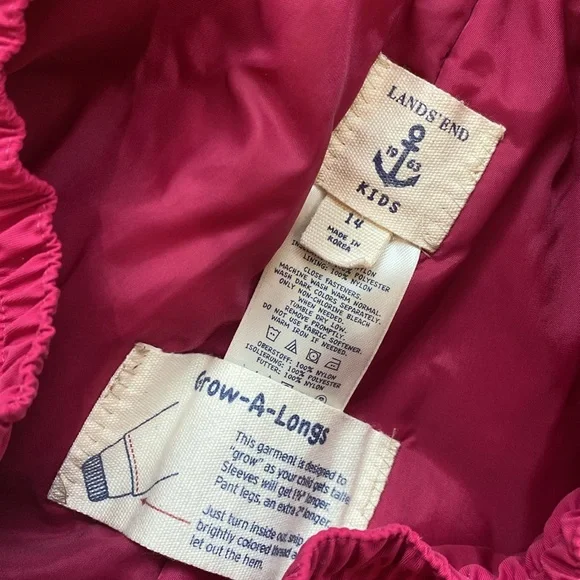 LANDS' END
19 63
KIDS
14
MADE IN
KOREA
NYLON
POLYESTER
LINING: 100% NYLON
CLOSE FASTENERS.
MACHINE WASH WARM NORMAL.
WASH DARK COLORS SEPARATELY.
ONLY NON-CHLORINE BLEACH
WHEN NEEDED.
TUMBLE DRY LOW.
REMOVE PROMPTLY.
DO NOT USE FABRIC SOFTENER.
WARM IRON IF NEEDED.
OBERSTOFF: 100% NYLON
ISOLIERUNG: 100% POLYESTER
FUTTER: 100% NYLON
Grow-A-Longs
This garment is designed to
"grow" as your child gets talle
Sleeves will get 1½" longer.
Pant legs, an extra 2" longer.
Just turn inside out, snip
brightly colored thread a
let out the hem.